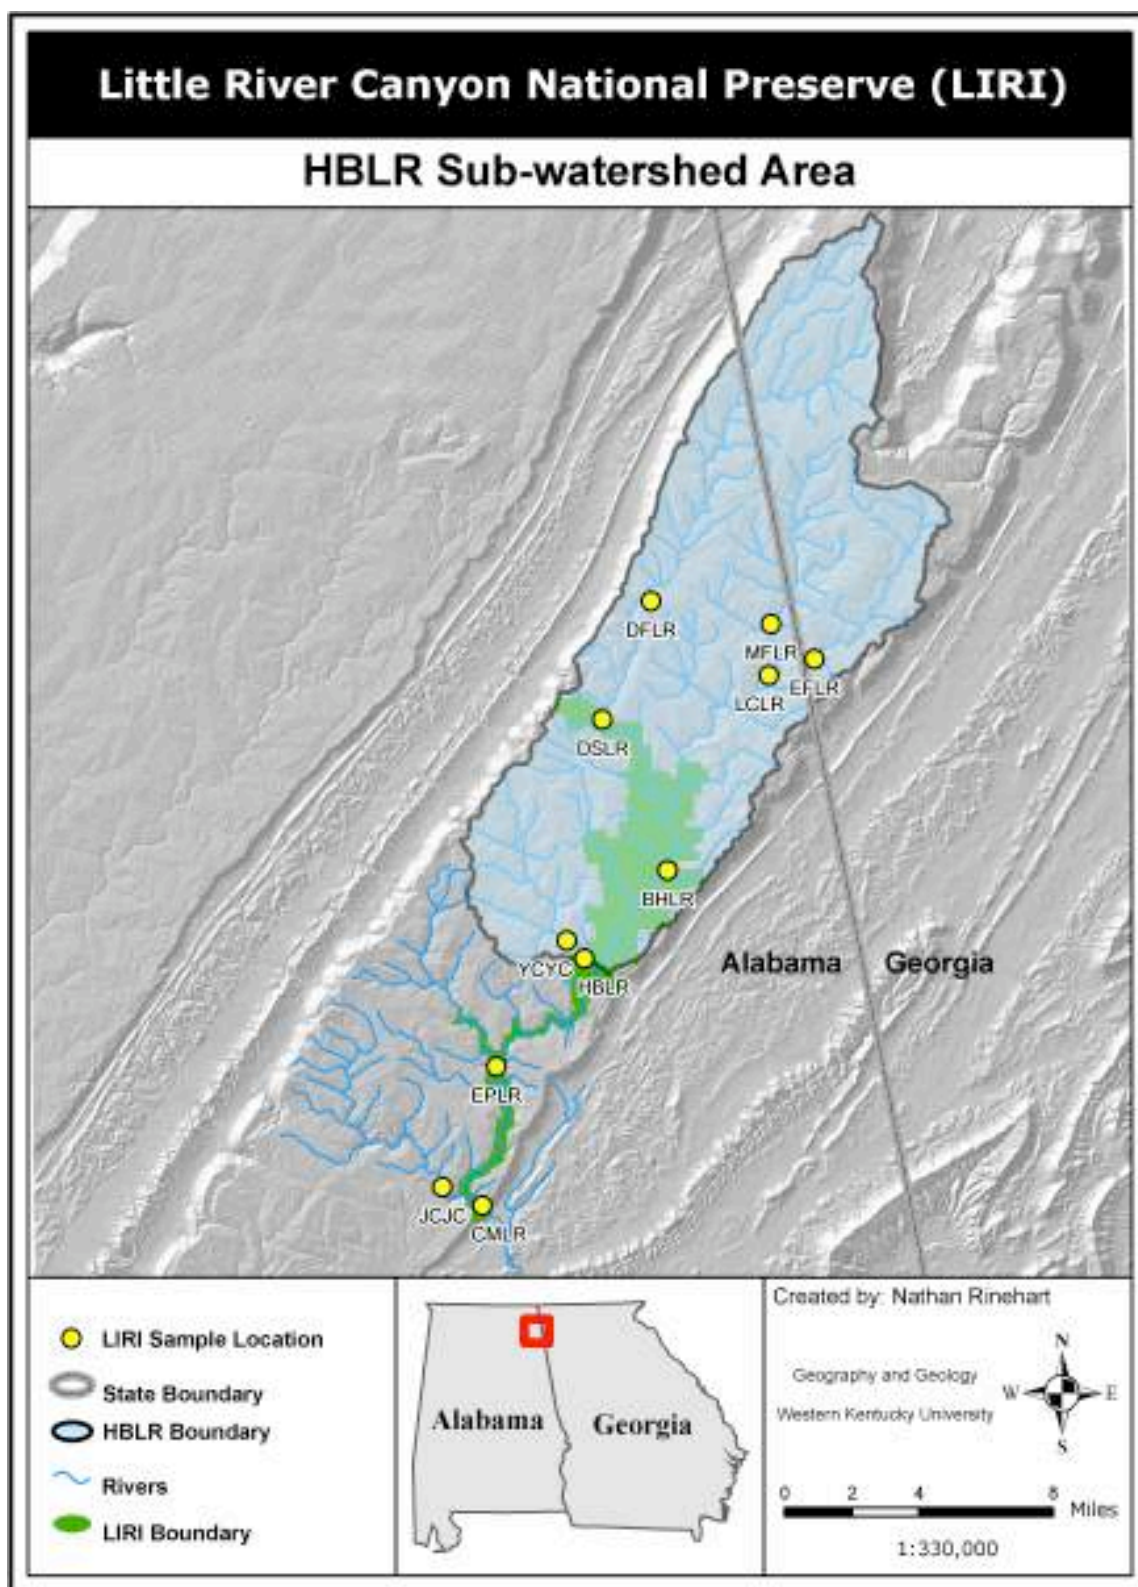 Little River Canyon National Preserve (LIRI)
HBLR Sub-watershed Area
DFLR
MFLR
EFLR
LCLR
DSLR
BHLR
YCYC
HBLR
Alabama
Georgia
EPLR
JCJC
CMLR
LIRI Sample Location
State Boundary
HBLR Boundary
Rivers
LIRI Boundary
Alabama
Georgia
Created by: Nathan Rinehart
Geography and Geology
Western Kentucky University
N
W
E
S
0 2 4 8
Miles
1:330,000